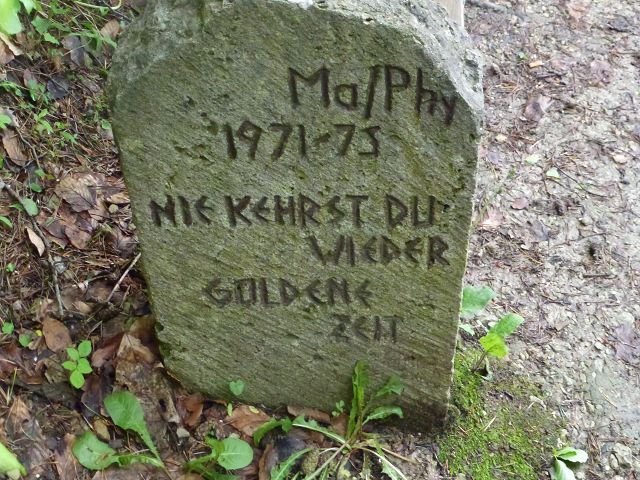 Ma/Phy
1971-73
NIE KEHRST DU
WIEDER
GOLDENE
ZEIT